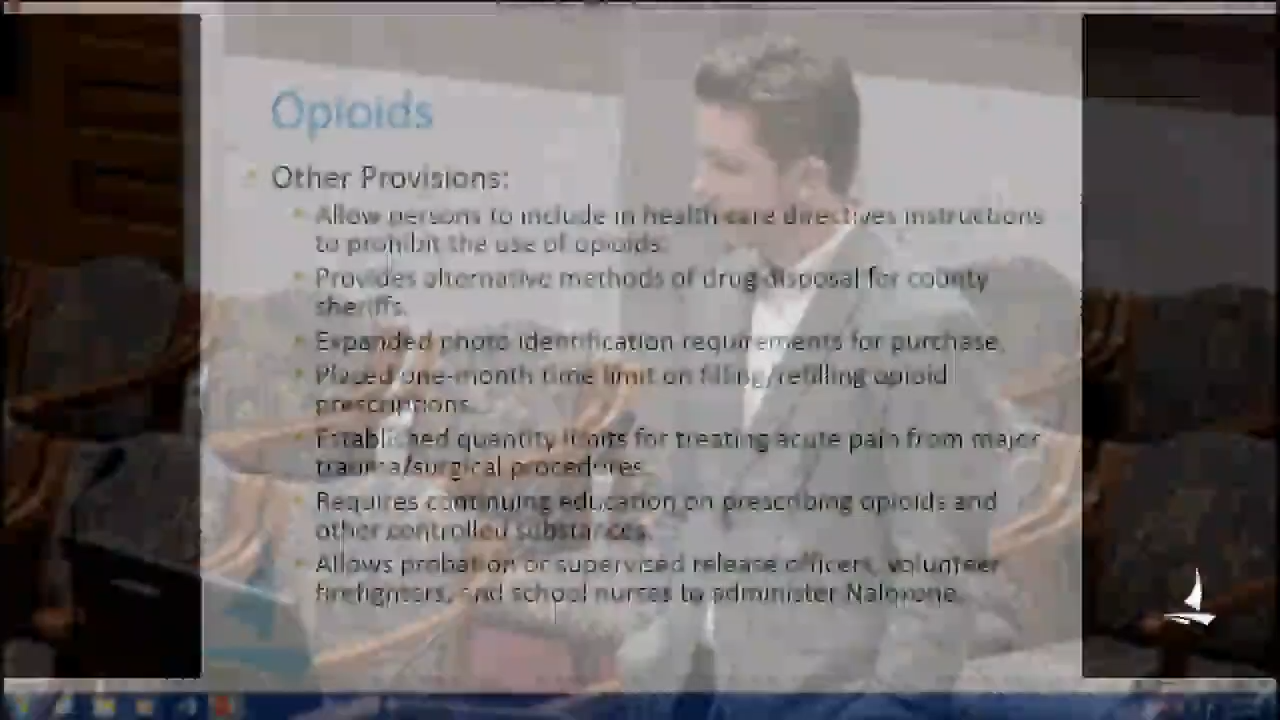 Opioids
Other Provisions:
Allow persons to include in health care directives instructions
to prohibit the use of opioids.
Provides alternative methods of drug disposal for county
sheriffs.
Expanded photo identification requirements for purchase.
Placed one-month time limit on filling/refilling opioid
prescriptions.
Established quantity limits for treating acute pain from major
trauma/surgical procedures.
Requires continuing education on prescribing opioids and
other controlled substances.
Allows probation or supervised release officers, volunteer
firefighters, and school nurses to administer Naloxone.